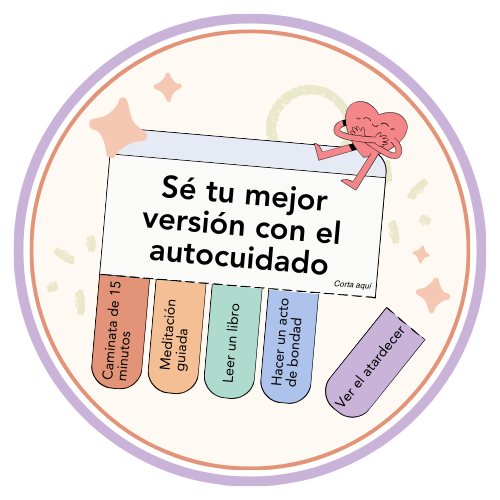 Sé tu mejor
versión con el
autocuidado
Corta aquí
Caminata de 15
minutos
Meditación
guiada
Leer un libro
Hacer un acto
de bondad
Ver el atardecer